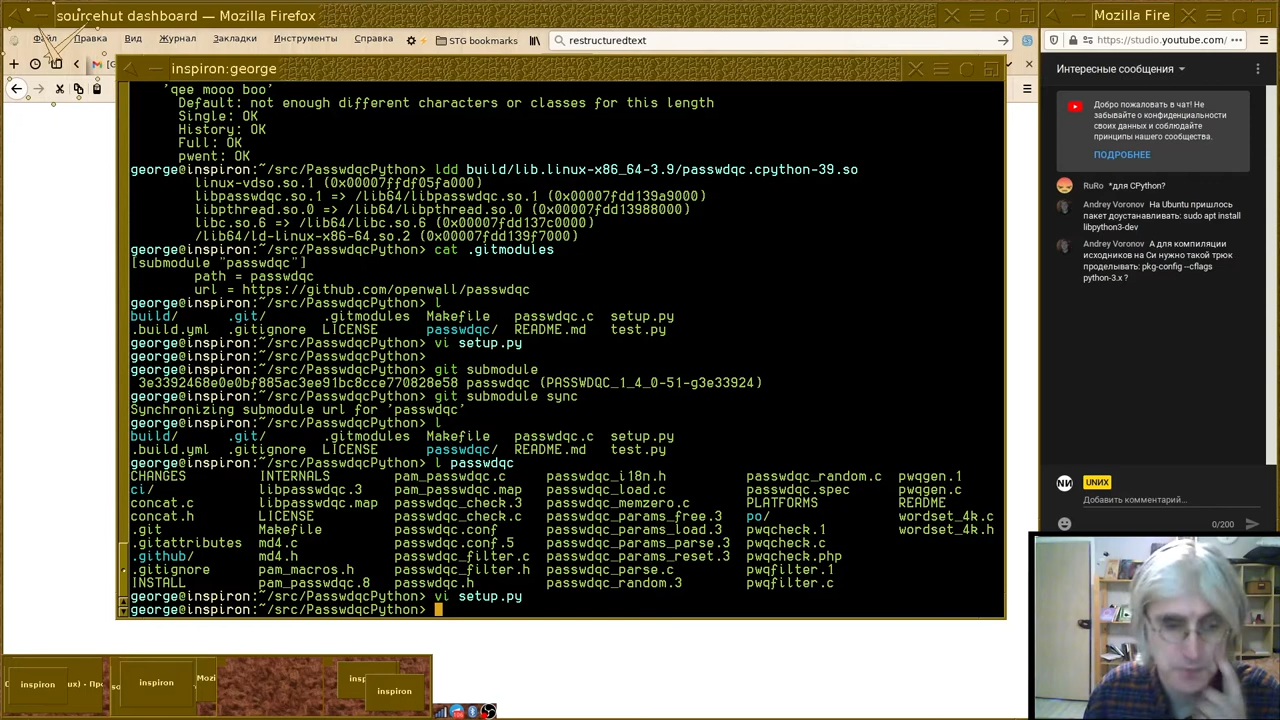 sourcehut dashboard — Mozilla Firefox
Mozilla Fire
Файл Правка Вид Журнал Закладки Инструменты Справка
STG bookmarks
restructuredtext
https://studio.youtube.com/
inspiron:george
'qee mooo boo'
Default: not enough different characters or classes for this length
Single: OK
History: OK
Full: OK
pwent: OK
george@inspiron:~/src/PasswdqcPython> ldd build/lib.linux-x86_64-3.9/passwdqc.cpython-39.so
linux-vdso.so.1 (0x00007ffdf05fa000)
libpasswdqc.so.1 => /lib64/libpasswdqc.so.1 (0x00007fdd139a9000)
libpthread.so.0 => /lib64/libpthread.so.0 (0x00007fdd13988000)
libc.so.6 => /lib64/libc.so.6 (0x00007fdd137c0000)
/lib64/ld-linux-x86-64.so.2 (0x00007fdd139f7000)
george@inspiron:~/src/PasswdqcPython> cat .gitmodules
[submodule "passwdqc"]
path = passwdqc
url = https://github.com/openwall/passwdqc
george@inspiron:~/src/PasswdqcPython> l
build/ .git/ .gitmodules Makefile passwdqc.c setup.py
.build.yml .gitignore LICENSE passwdqc/ README.md test.py
george@inspiron:~/src/PasswdqcPython> vi setup.py
george@inspiron:~/src/PasswdqcPython>
george@inspiron:~/src/PasswdqcPython> git submodule
3e3392468e0e0bf885ac3ee91bc8cce770828e58 passwdqc (PASSWDQC_1_4_0-51-g3e33924)
george@inspiron:~/src/PasswdqcPython> git submodule sync
Synchronizing submodule url for 'passwdqc'
george@inspiron:~/src/PasswdqcPython> l
build/ .git/ .gitmodules Makefile passwdqc.c setup.py
.build.yml .gitignore LICENSE passwdqc/ README.md test.py
george@inspiron:~/src/PasswdqcPython> l passwdqc
CHANGES INTERNALS pam_passwdqc.c passwdqc_i18n.h passwdqc_random.c pwqgen.1
ci/ libpasswdqc.3 pam_passwdqc.map passwdqc_load.c passwdqc.spec pwqgen.c
concat.c libpasswdqc.map passwdqc_check.3 passwdqc_memzero.c PLATFORMS README
concat.h LICENSE passwdqc_check.c passwdqc_params_free.3 po/ wordset_4k.c
.git Makefile passwdqc.conf passwdqc_params_load.3 pwqcheck.1 wordset_4k.h
.gitattributes md4.c passwdqc.conf.5 passwdqc_params_parse.3 pwqcheck.c
.github/ md4.h passwdqc_filter.c passwdqc_params_reset.3 pwqcheck.php
.gitignore pam_macros.h passwdqc_filter.h passwdqc_parse.c pwqfilter.1
INSTALL pam_passwdqc.8 passwdqc.h passwdqc_random.3 pwqfilter.c
george@inspiron:~/src/PasswdqcPython> vi setup.py
george@inspiron:~/src/PasswdqcPython>
Интересные сообщения
Добро пожаловать в чат! Не
забывайте о конфиденциальности
своих данных и соблюдайте
принципы нашего сообщества.
ПОДРОБНЕЕ
RuRo *для CPython?
Andrey Voronov На Ubuntu пришлось
пакет доустанавливать: sudo apt install
libpython3-dev
Andrey Voronov А для компиляции
исходников на Си нужно такой трюк
проделывать: pkg-config --cflags
python-3.x ?
UNИX
Добавить комментарий...
0/200
inspiron
ux) - Пр
inspiron
Mozi
insp
inspiron